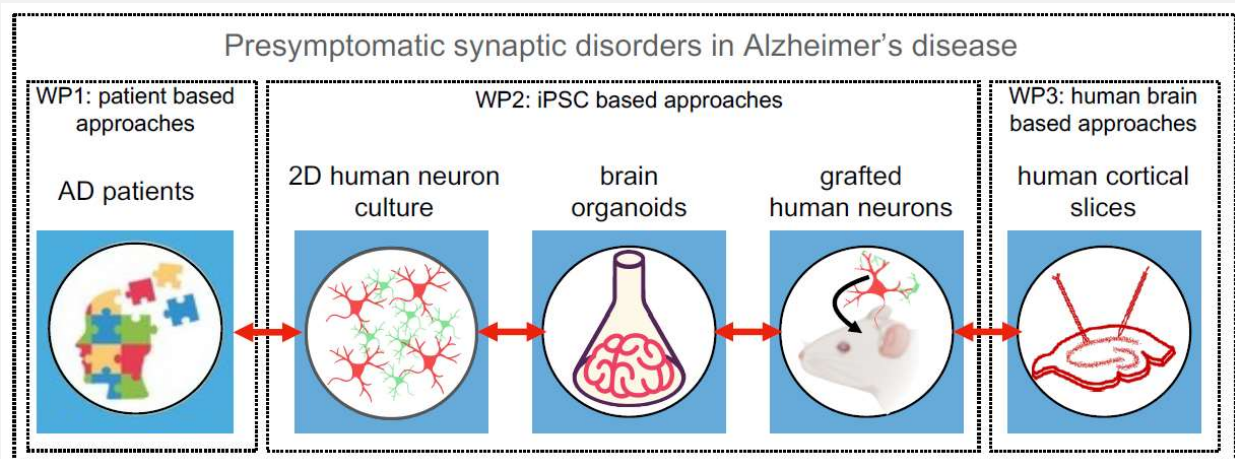 Presymptomatic synaptic disorders in Alzheimer's disease
WP1: patient based
approaches
AD patients
WP2: iPSC based approaches
2D human neuron
culture
brain
organoids
grafted
human neurons
WP3: human brain
based approaches
human cortical
slices